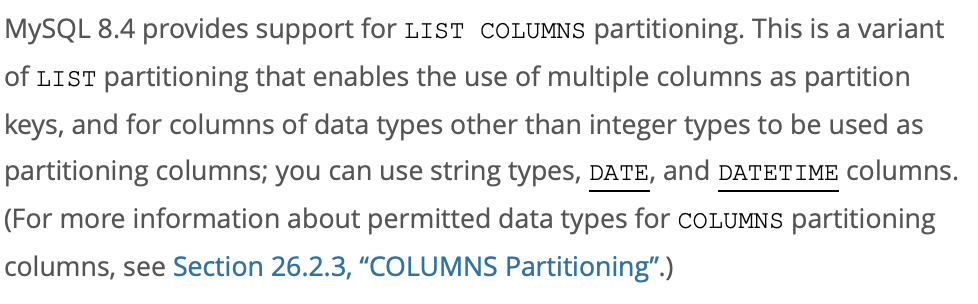 MySQL 8.4 provides support for LIST COLUMNS partitioning. This is a variant
of LIST partitioning that enables the use of multiple columns as partition
keys, and for columns of data types other than integer types to be used as
partitioning columns; you can use string types, DATE, and DATETIME columns.
(For more information about permitted data types for COLUMNS partitioning
columns, see Section 26.2.3, “COLUMNS Partitioning”.)